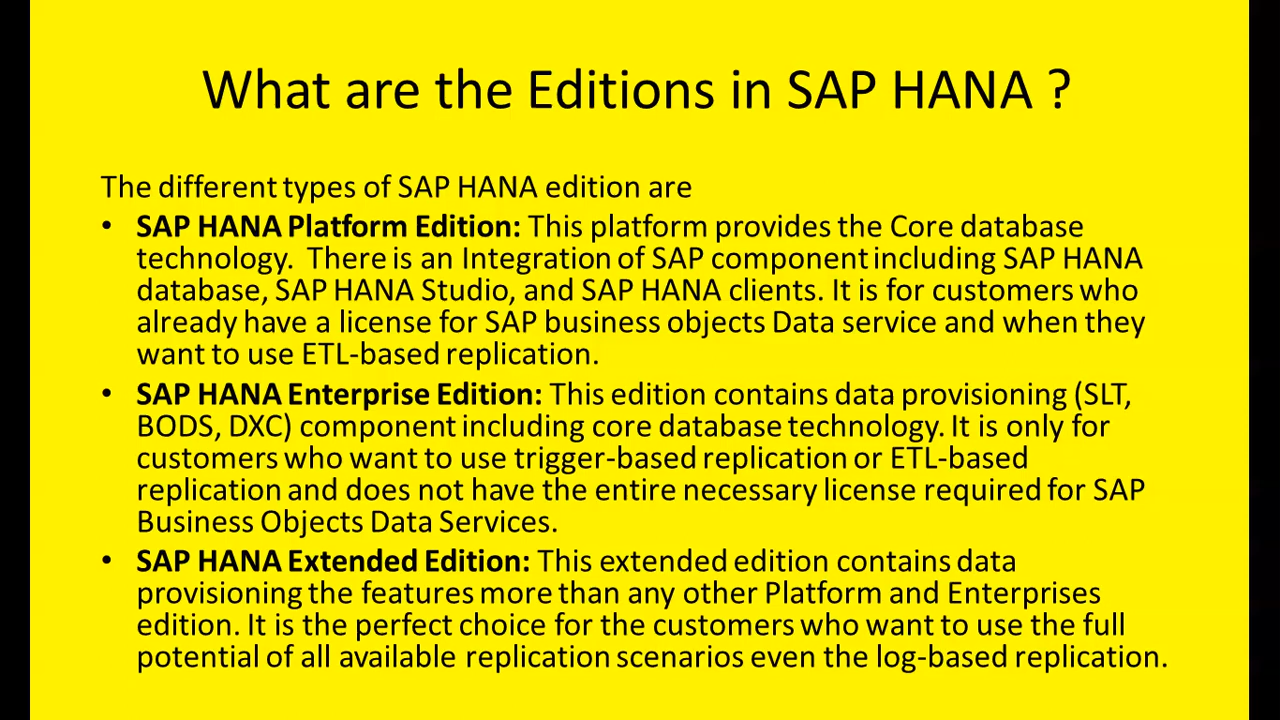 What are the Editions in SAP HANA ?
The different types of SAP HANA edition are
• SAP HANA Platform Edition: This platform provides the Core database
technology. There is an Integration of SAP component including SAP HANA
database, SAP HANA Studio, and SAP HANA clients. It is for customers who
already have a license for SAP business objects Data service and when they
want to use ETL-based replication.
• SAP HANA Enterprise Edition: This edition contains data provisioning (SLT,
BODS, DXC) component including core database technology. It is only for
customers who want to use trigger-based replication or ETL-based
replication and does not have the entire necessary license required for SAP
Business Objects Data Services.
• SAP HANA Extended Edition: This extended edition contains data
provisioning the features more than any other Platform and Enterprises
edition. It is the perfect choice for the customers who want to use the full
potential of all available replication scenarios even the log-based replication.